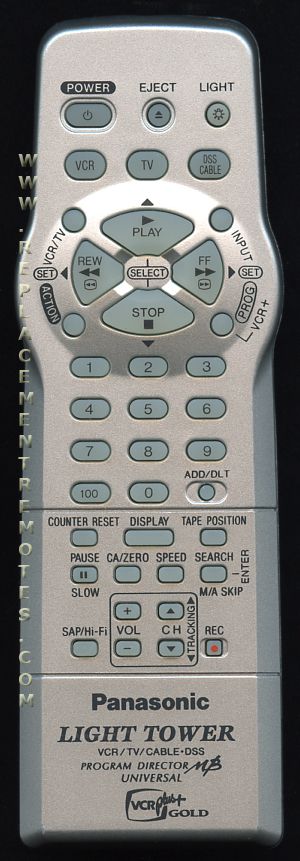 POWER EJECT LIGHT
VCR TV DSS CABLE
VCR/TV INPUT
PLAY
REW FF
SET SELECT SET
ACTION PROG
VCR+
STOP
1 2 3
4 5 6
7 8 9
ADD/DLT
100 0
COUNTER RESET DISPLAY TAPE POSITION
PAUSE CA/ZERO SPEED SEARCH
ENTER
SLOW M/A SKIP
+
SAP/Hi-Fi VOL CH TRACKING REC
−
Panasonic
LIGHT TOWER
VCR/TV/CABLE•DSS
PROGRAM DIRECTOR
UNIVERSAL
VCR plus+
GOLD
WWW.REPLACEMENTREMOTES.COM